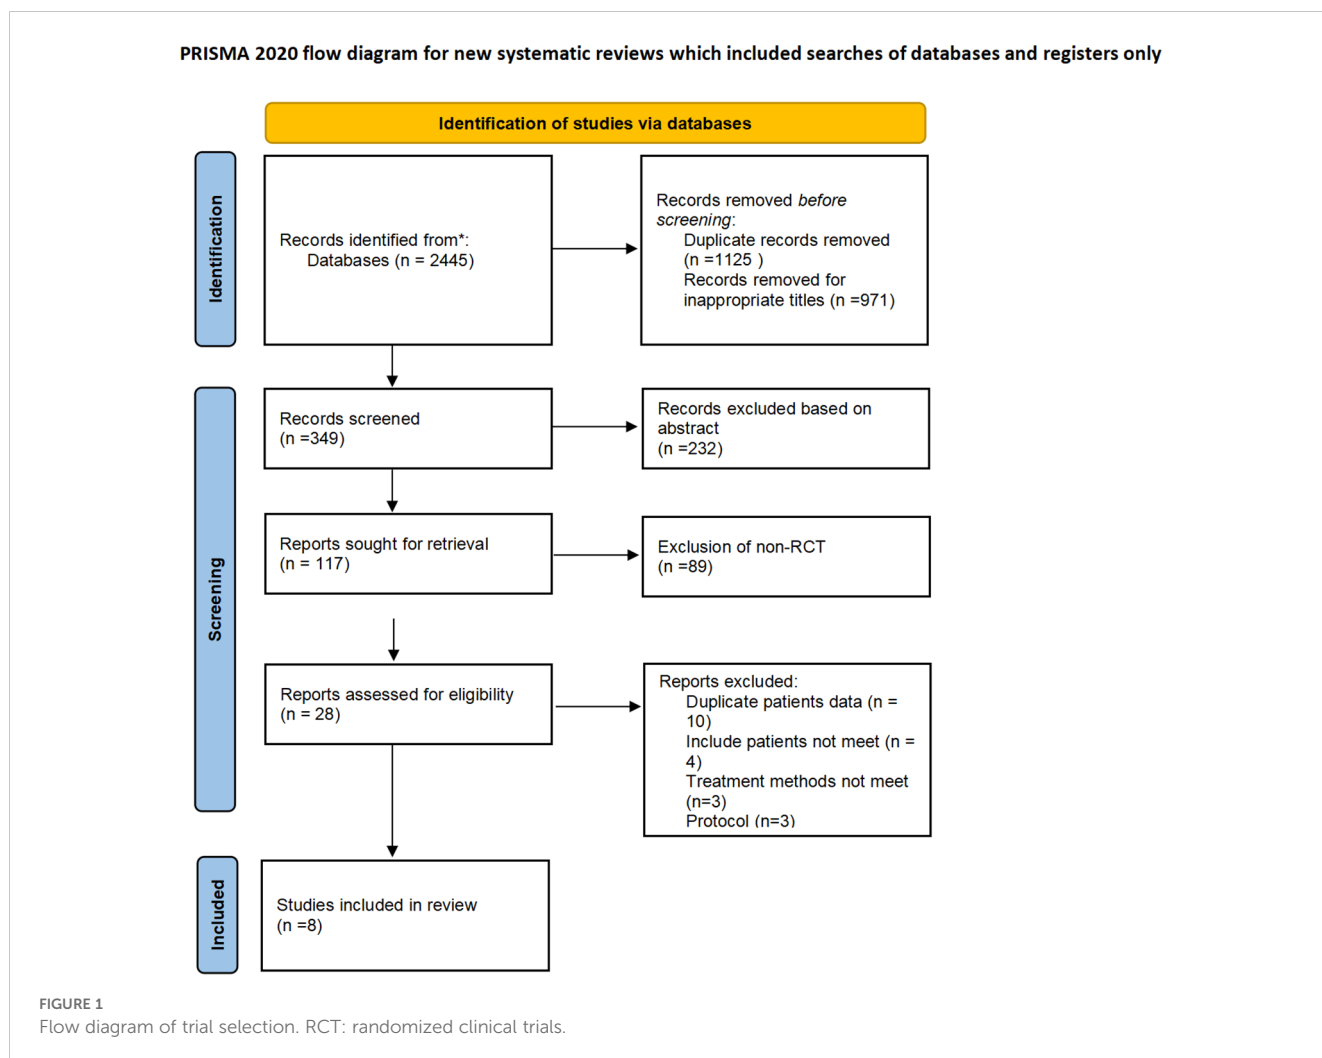 PRISMA 2020 flow diagram for new systematic reviews which included searches of databases and registers only
Identification of studies via databases
Identification
Records identified from*:
Databases (n = 2445)
Records removed before
screening:
Duplicate records removed
(n =1125 )
Records removed for
inappropriate titles (n =971)
Screening
Records screened
(n =349)
Records excluded based on
abstract
(n =232)
Reports sought for retrieval
(n = 117)
Exclusion of non-RCT
(n =89)
Reports assessed for eligibility
(n = 28)
Reports excluded:
Duplicate patients data (n =
10)
Include patients not meet (n =
4)
Treatment methods not meet
(n=3)
Protocol (n=3)
Included
Studies included in review
(n =8)
FIGURE 1
Flow diagram of trial selection. RCT: randomized clinical trials.